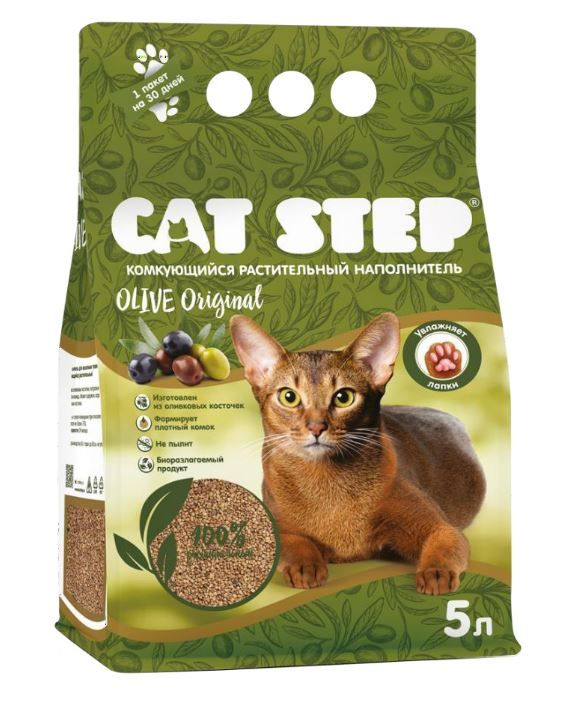 1 пакет
на 30 дней
CAT STEP®
КОМКУЮЩИЙСЯ РАСТИТЕЛЬНЫЙ НАПОЛНИТЕЛЬ
OLIVE Original
Увлажняет
лапки
Изготовлен
из оливковых косточек
Формирует
плотный комок
Не пылит
Биоразлагаемый
продукт
100%
растительный
5л